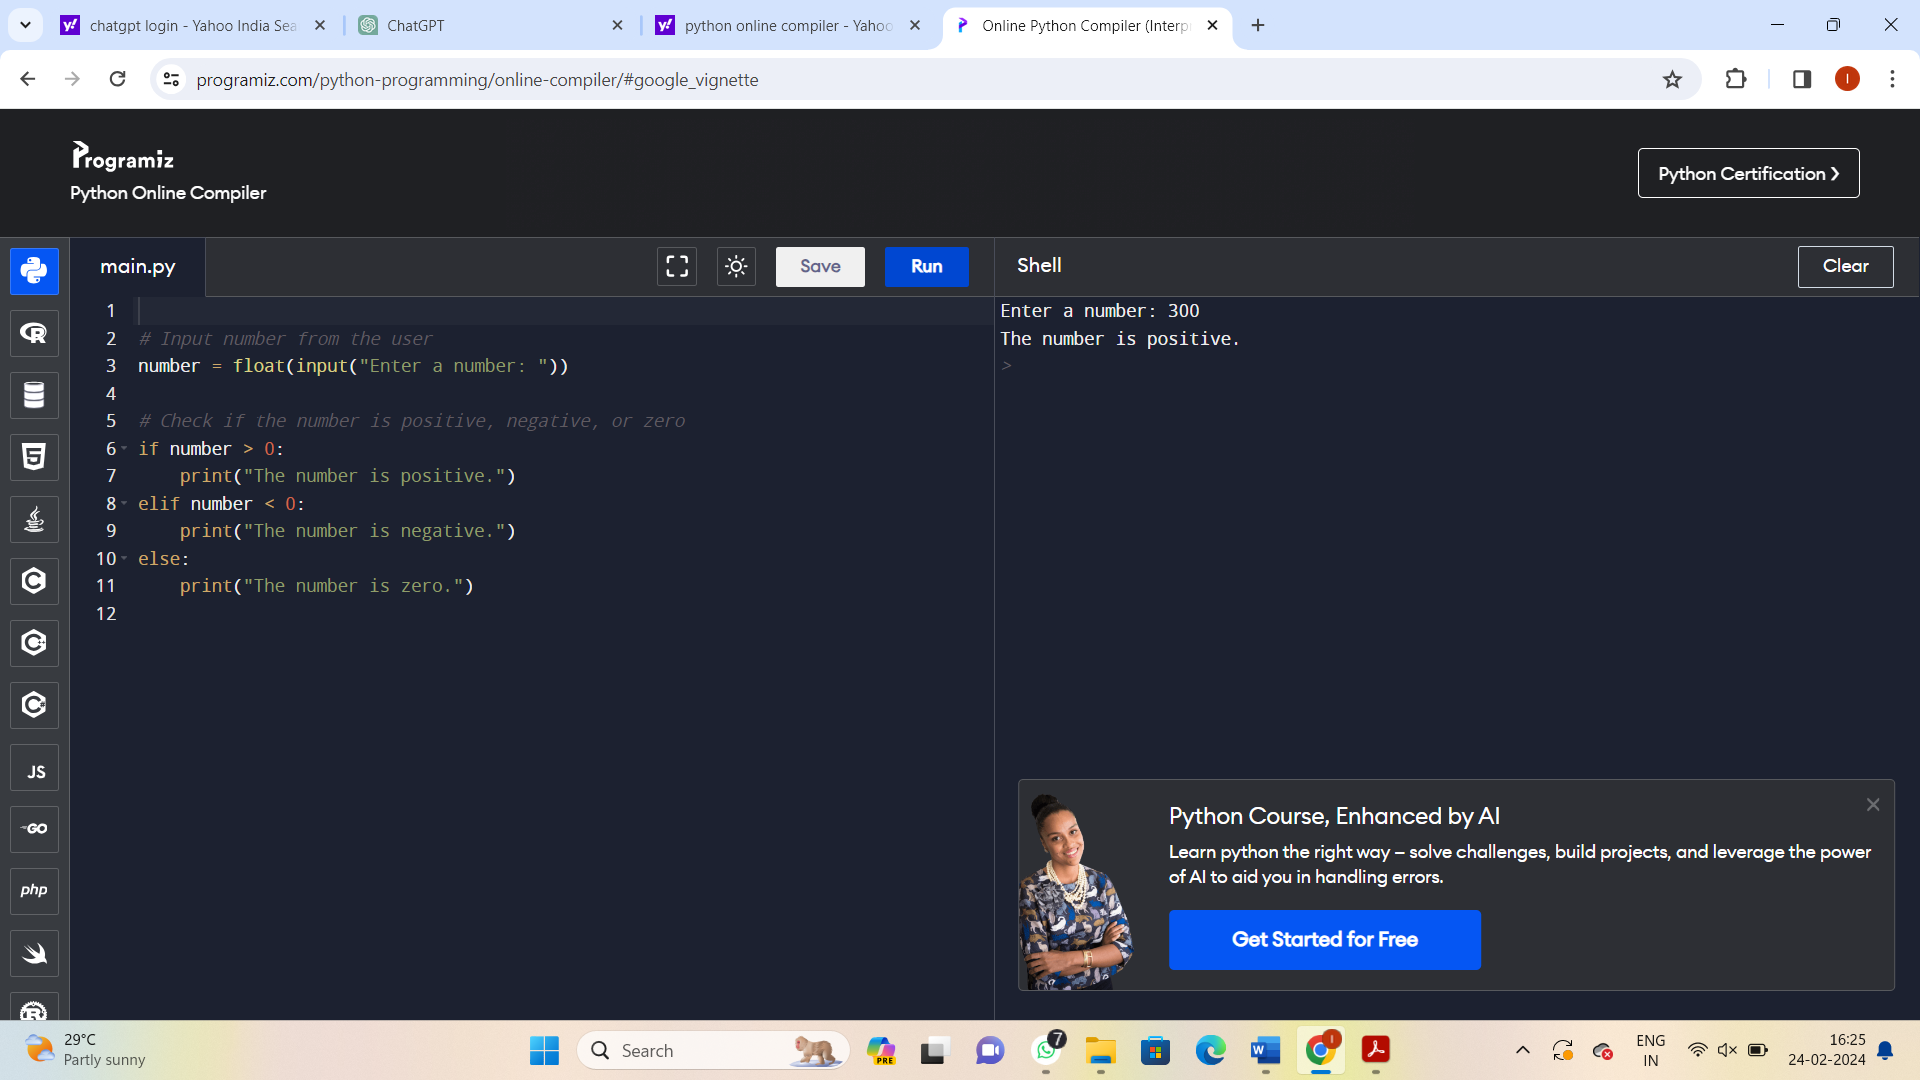 chatgpt login - Yahoo India Sea
ChatGPT
python online compiler - Yahoo
Online Python Compiler (Interp
programiz.com/python-programming/online-compiler/#google_vignette
I
Programiz
Python Online Compiler
Python Certification ❯
main.py
Save
Run
Shell
Clear
1
2 # Input number from the user
3 number = float(input("Enter a number: "))
4
5 # Check if the number is positive, negative, or zero
6 if number > 0:
7     print("The number is positive.")
8 elif number < 0:
9     print("The number is negative.")
10 else:
11     print("The number is zero.")
12
Enter a number: 300
The number is positive.
>
R
5
C
C
C
JS
GO
php
R
Python Course, Enhanced by AI
Learn python the right way – solve challenges, build projects, and leverage the power
of AI to aid you in handling errors.
Get Started for Free
29°C
Partly sunny
Search
PRE
7
W
I
ENG
IN
16:25
24-02-2024